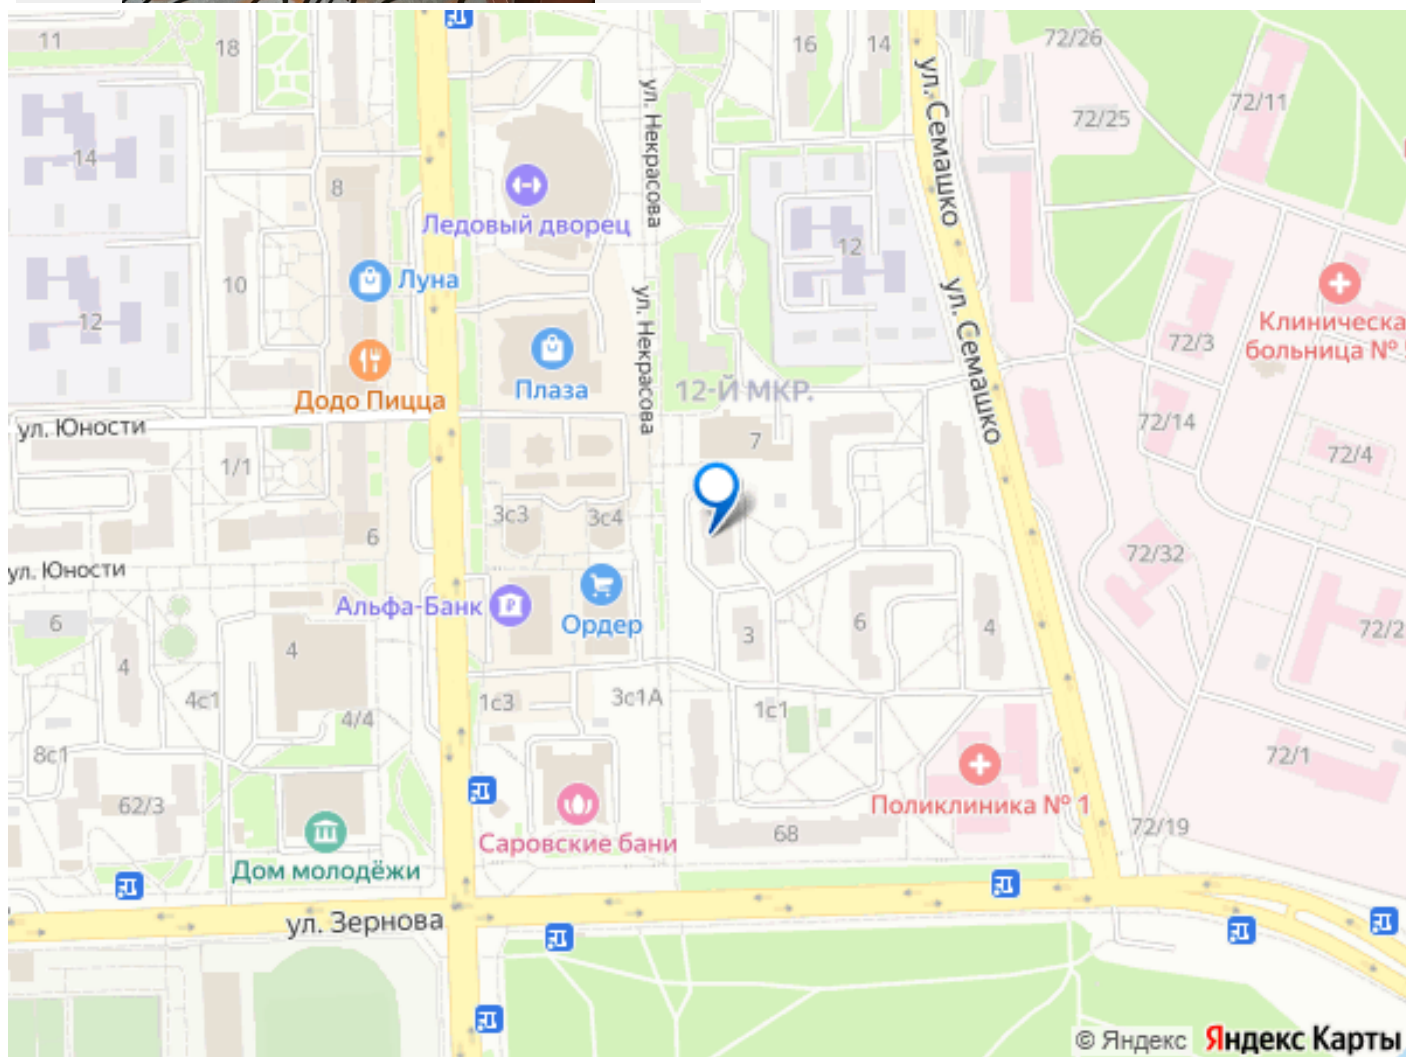 11
18
16
14
72/26
72/11
72/25
ул. Семашко
ул. Некрасова
14
8
Ледовый дворец
12
10
Луна
12
ул. Некрасова
ул. Семашко
Клиническа
больница №
72/3
Плаза
Додо Пицца
12-Й МКР.
72/14
ул. Юности
7
72/4
1/1
3с3
3с4
6
72/32
ул. Юности
Альфа-Банк
Ордер
6
4
4
3
6
4
72/2
4с1
4/4
1с3
3с1А
1с1
8с1
72/1
62/3
Поликлиника № 1
Саровские бани
68
72/19
Дом молодёжи
ул. Зернова
© Яндекс Яндекс Карты